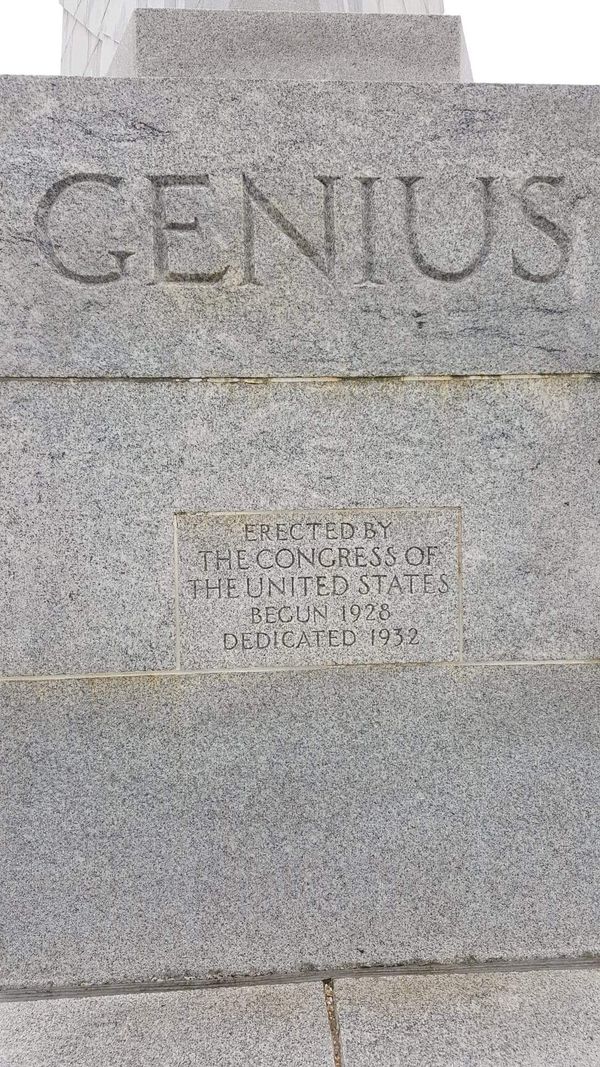 GENIUS
ERECTED BY
THE CONGRESS OF
THE UNITED STATES
BEGUN 1928
DEDICATED 1932